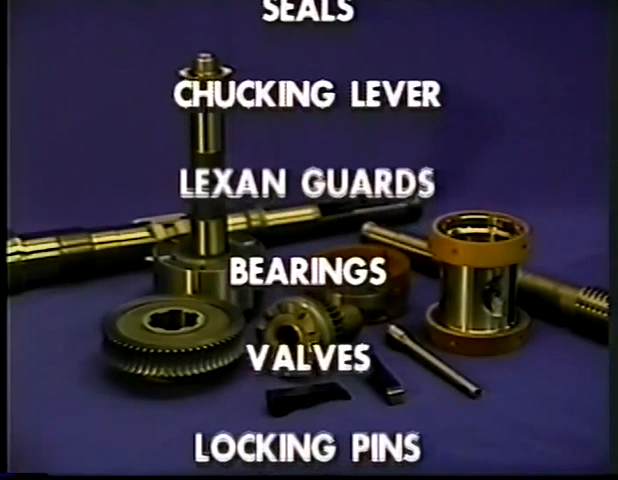 SEALS
CHUCKING LEVER
LEXAN GUARDS
BEARINGS
VALVES
LOCKING PINS